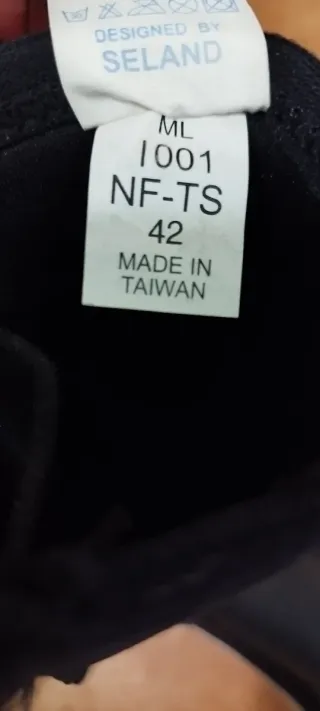 DESIGNED BY
SELAND
ML
1001
NF-TS
42
MADE IN
TAIWAN